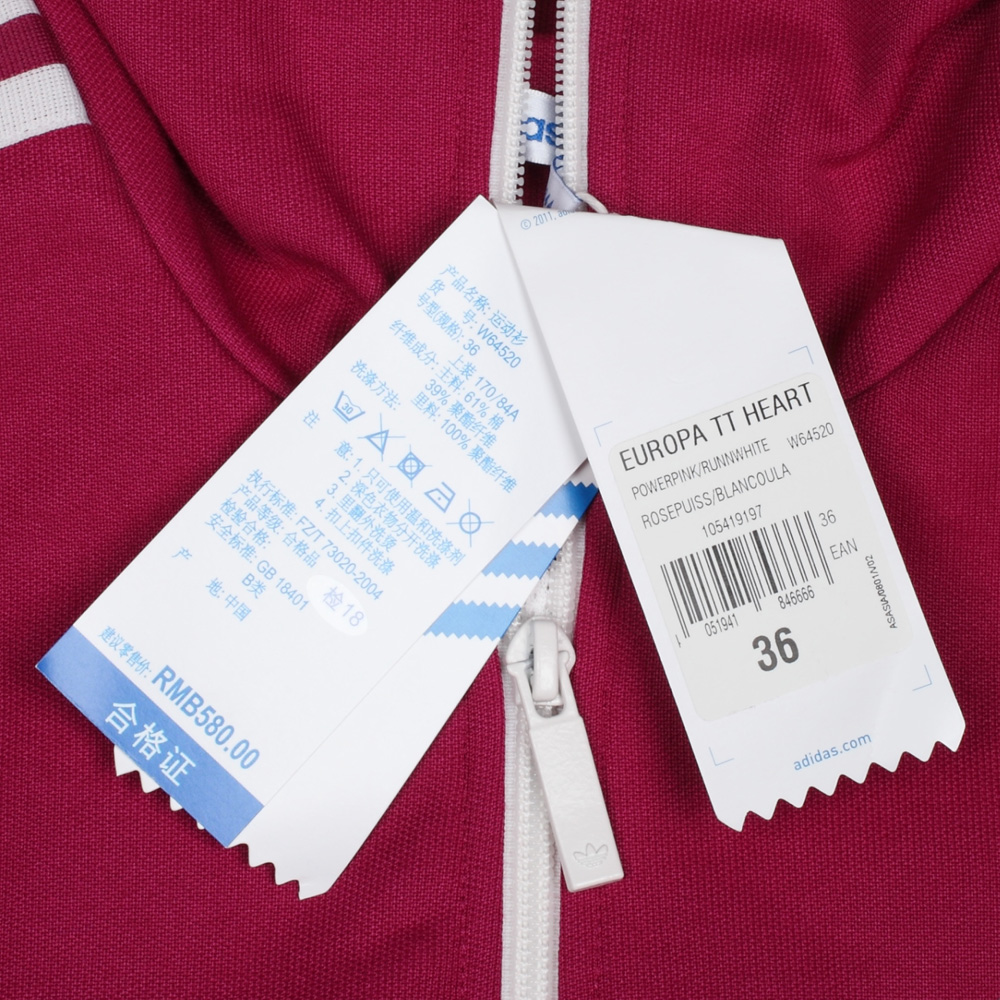 as
© 2011, a
产品名称: 运动衫
货 号: W64520
号型(规格): 36
上装 170/84A
纤维成分: 主料: 61% 棉
39% 聚酯纤维
里料: 100% 聚酯纤维
洗涤方法:
30
注 意: 1. 只可使用温和洗涤剂
2. 淡色衣物分开洗涤
3. 里翻外洗烫
4. 扣上扣件洗涤
执行标准: FZ/T 73020-2004
产品等级: 合格品
检验合格:
检18
安全标准: GB 18401
B类
产 地: 中国
建议零售价: RMB580.00
合格证
EUROPA TT HEART
POWERPINK/RUNNWHITE W64520
ROSEPUISS/BLANCOULA
105419197
36
EAN
051941 846666
36
ASASIAA0801/V02
adidas.com